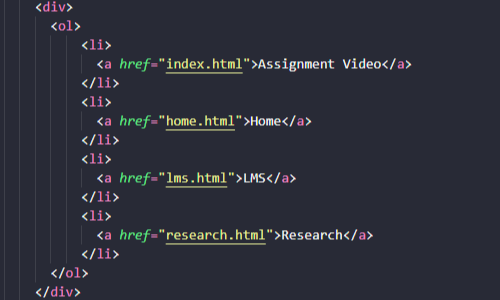 <div>
<ol>
<li>
<a href="index.html">Assignment Video</a>
</li>
<li>
<a href="home.html">Home</a>
</li>
<li>
<a href="lms.html">LMS</a>
</li>
<li>
<a href="research.html">Research</a>
</li>
</ol>
</div>